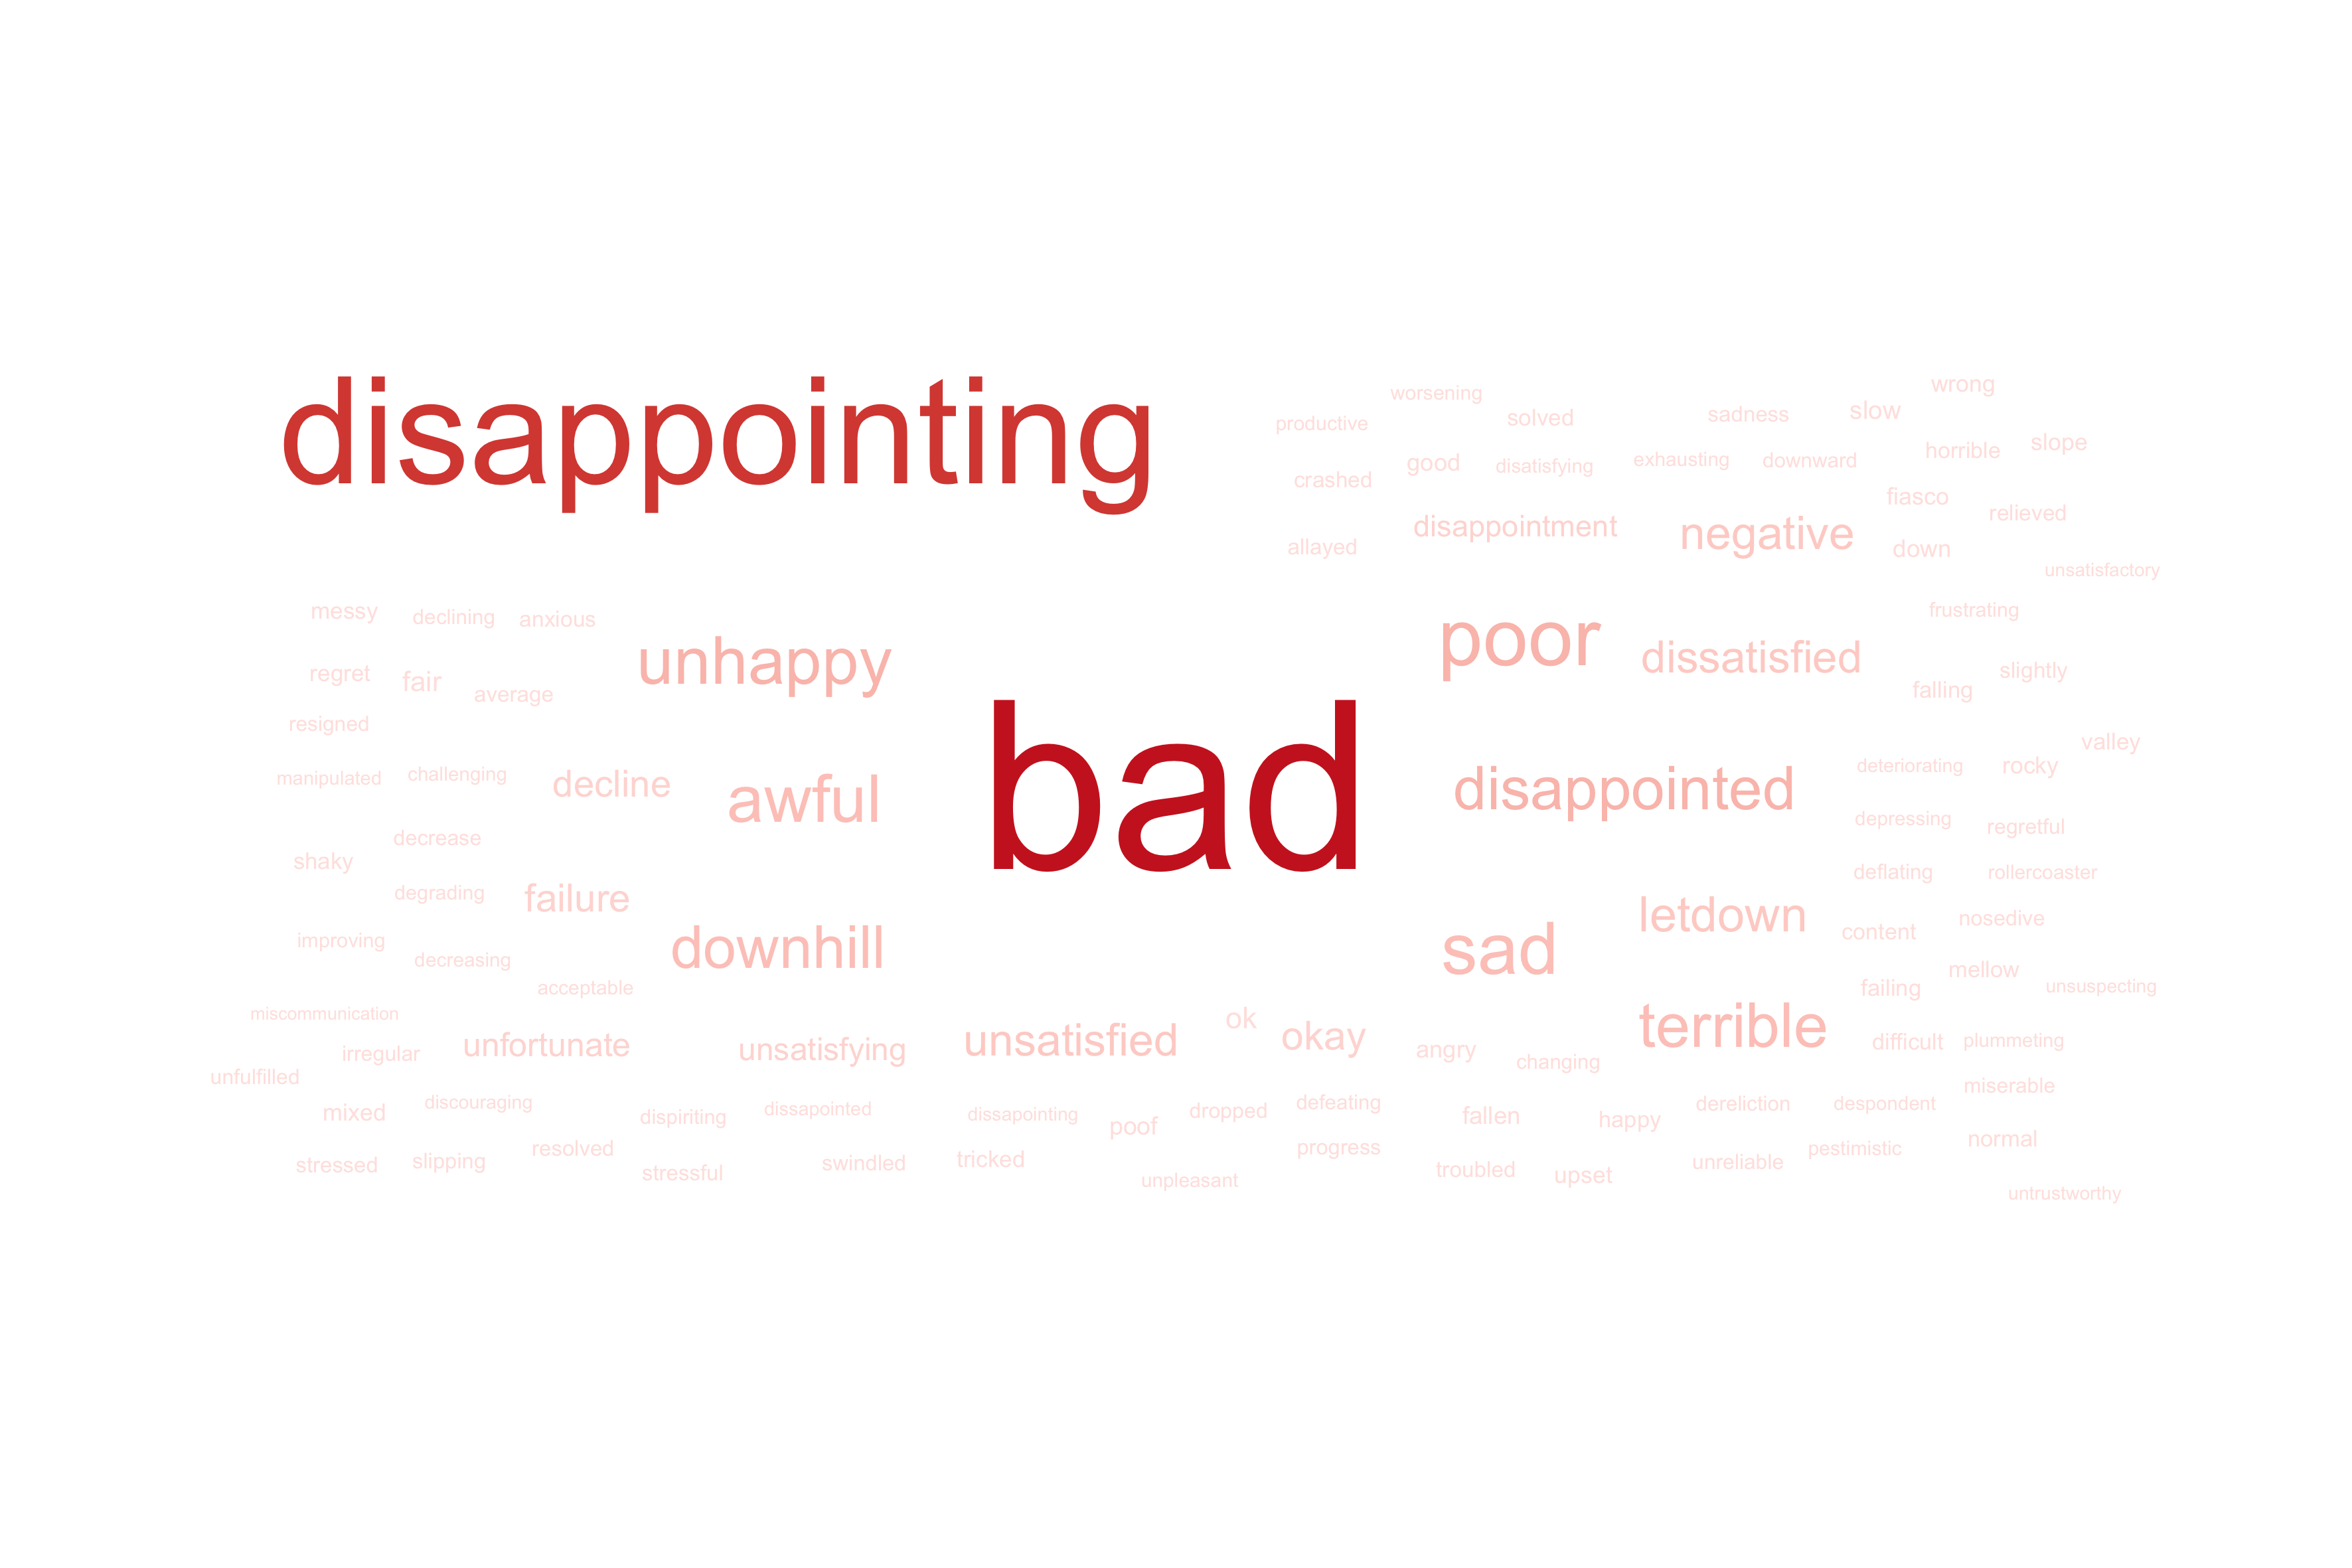 disappointing
worsening
wrong
productive
solved
sadness
slow
good
disatisfying
exhausting
downward
horrible
slope
crashed
fiasco
relieved
disappointment
negative
allayed
down
unsatisfactory
messy
declining
anxious
frustrating
unhappy
poor
dissatisfied
regret
fair
average
slightly
falling
resigned
bad
valley
manipulated
challenging
decline
awful
disappointed
deteriorating
rocky
decrease
depressing
regretful
shaky
degrading
failure
deflating
rollercoaster
improving
downhill
sad
letdown
content
nosedive
decreasing
mellow
acceptable
failing
unsuspecting
miscommunication
ok
okay
terrible
irregular
unfortunate
unsatisfying
unsatisfied
angry
changing
difficult
plummeting
unfulfilled
miserable
mixed
discouraging
dispiriting
dissapointed
dissapointing
poof
dropped
defeating
fallen
happy
dereliction
despondent
normal
stressed
slipping
resolved
stressful
swindled
tricked
progress
unpleasant
troubled
upset
unreliable
pestimistic
untrustworthy